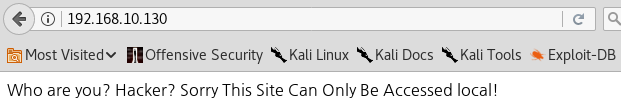 192.168.10.130
Most Visited Offensive Security Kali Linux Kali Docs Kali Tools Exploit-DB
Who are you? Hacker? Sorry This Site Can Only Be Accessed local!